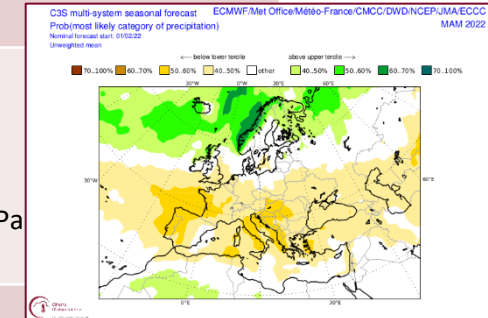 C3S multi-system seasonal forecast ECMWF/Met Office/Météo-France/CMCC/DWD/NCEP/JMA/ECCC
Prob(most likely category of precipitation) MAM 2022
Nominal forecast start: 01/02/22
Unweighted mean
<— below lower tercile above upper tercile —>
70..100% 60..70% 50..60% 40..50% other 40..50% 50..60% 60..70% 70..100%
30°W 0°W 30°E 60°E
30°W 60°E
Pa
0°E 30°E